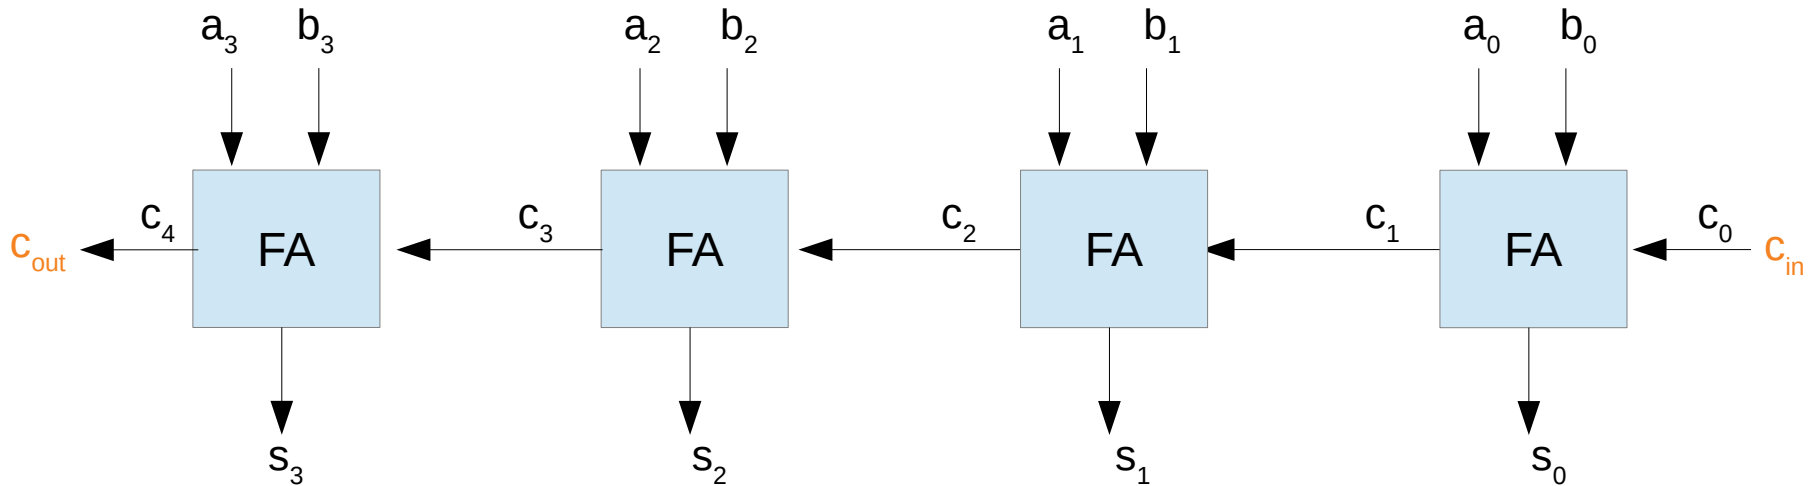 a3 b3 a2 b2 a1 b1 a0 b0
cout c4 FA c3 FA c2 FA c1 FA c0 cin
s3 s2 s1 s0